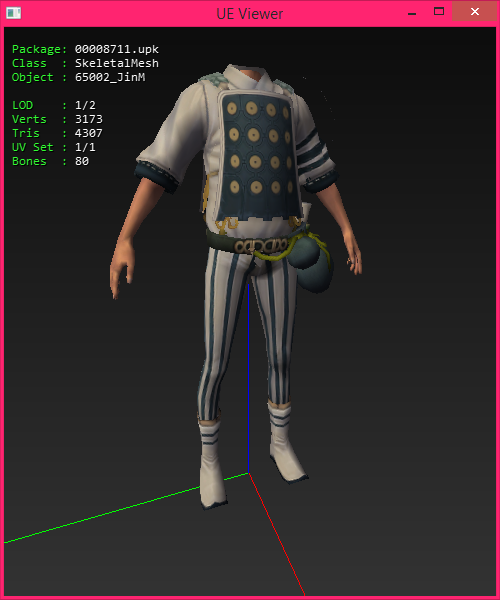 UE Viewer
Package: 00008711.upk
Class  : SkeletalMesh
Object : 65002_JinM
LOD    : 1/2
Verts  : 3173
Tris   : 4307
UV Set : 1/1
Bones  : 80